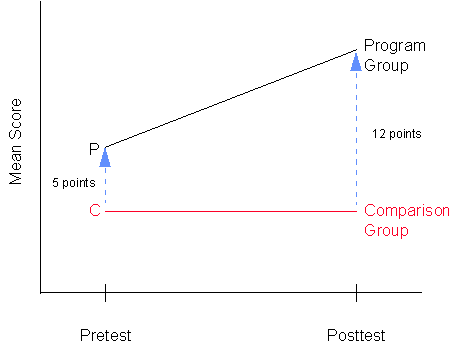 Program
Group
Mean Score
P
12 points
5 points
C
Comparison
Group
Pretest
Posttest